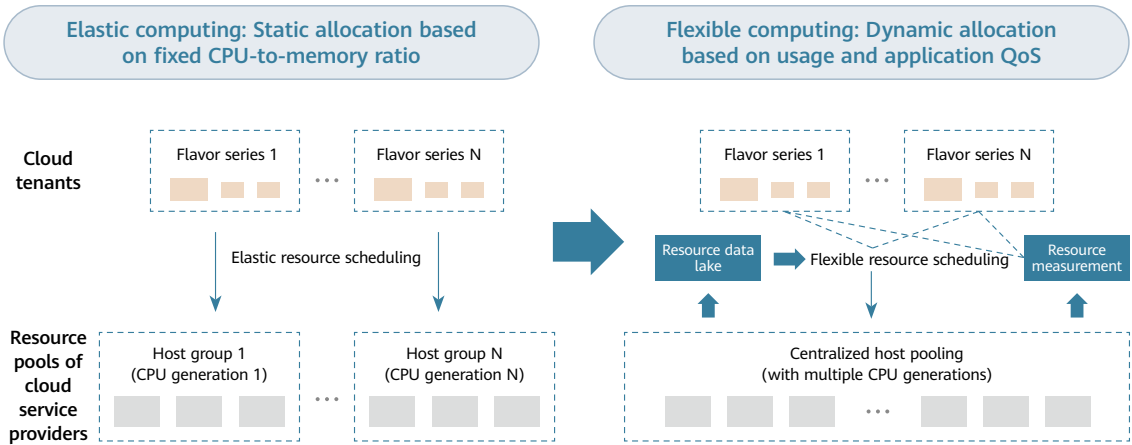 Elastic computing: Static allocation based
on fixed CPU-to-memory ratio
Flexible computing: Dynamic allocation
based on usage and application QoS
Cloud
tenants
Flavor series 1
...
Flavor series N
Flavor series 1
...
Flavor series N
Elastic resource scheduling
Resource data
lake
Flexible resource scheduling
Resource
measurement
Resource
pools of
cloud
service
providers
Host group 1
(CPU generation 1)
...
Host group N
(CPU generation N)
Centralized host pooling
(with multiple CPU generations)
...